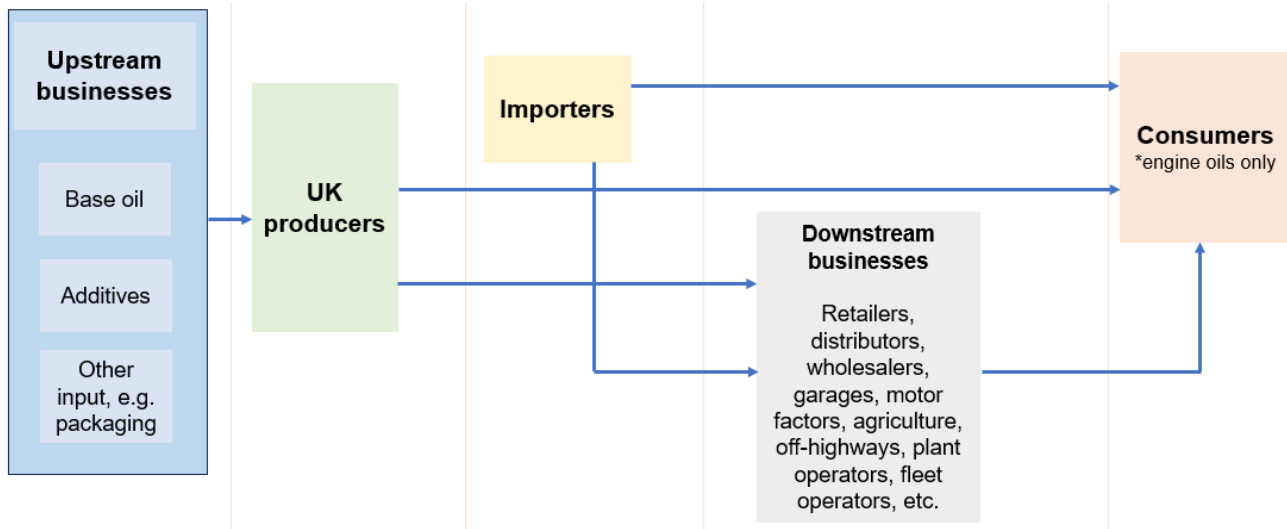 Upstream
businesses
Base oil
Additives
Other
input, e.g.
packaging
UK
producers
Importers
Downstream
businesses
Retailers,
distributors,
wholesalers,
garages, motor
factors, agriculture,
off-highways, plant
operators, fleet
operators, etc.
Consumers
*engine oils only